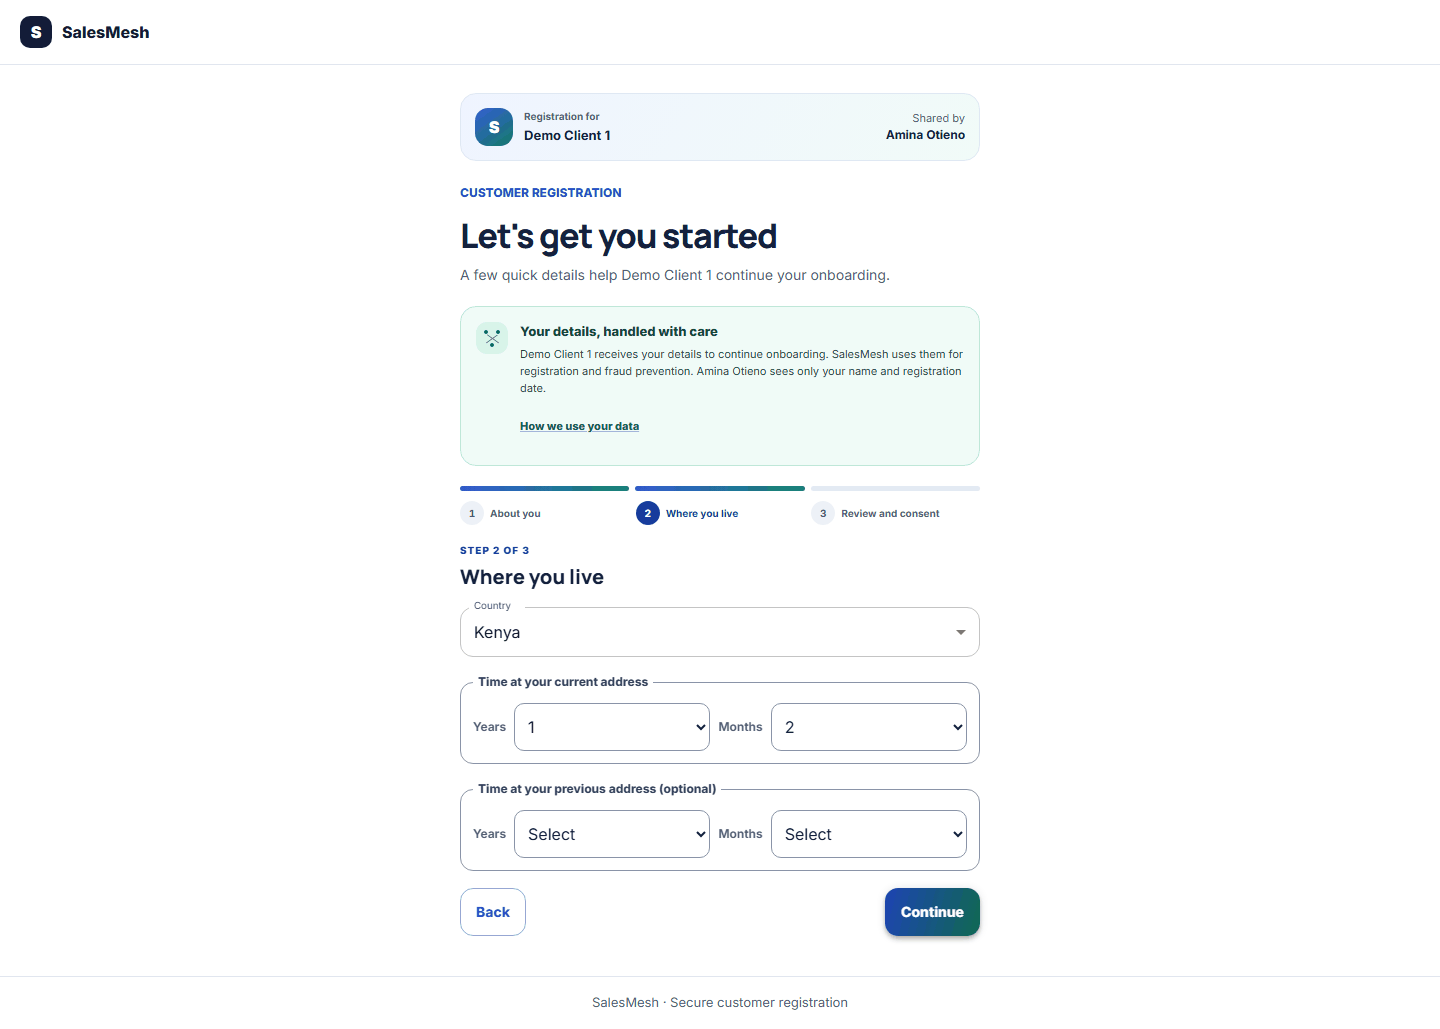 S SalesMesh
S
Registration for
Demo Client 1
Shared by
Amina Otieno
CUSTOMER REGISTRATION
Let's get you started
A few quick details help Demo Client 1 continue your onboarding.
Your details, handled with care
Demo Client 1 receives your details to continue onboarding. SalesMesh uses them for
registration and fraud prevention. Amina Otieno sees only your name and registration
date.
How we use your data
1 About you
2 Where you live
3 Review and consent
STEP 2 OF 3
Where you live
Country
Kenya
Time at your current address
Years 1 Months 2
Time at your previous address (optional)
Years Select Months Select
Back
Continue
SalesMesh · Secure customer registration